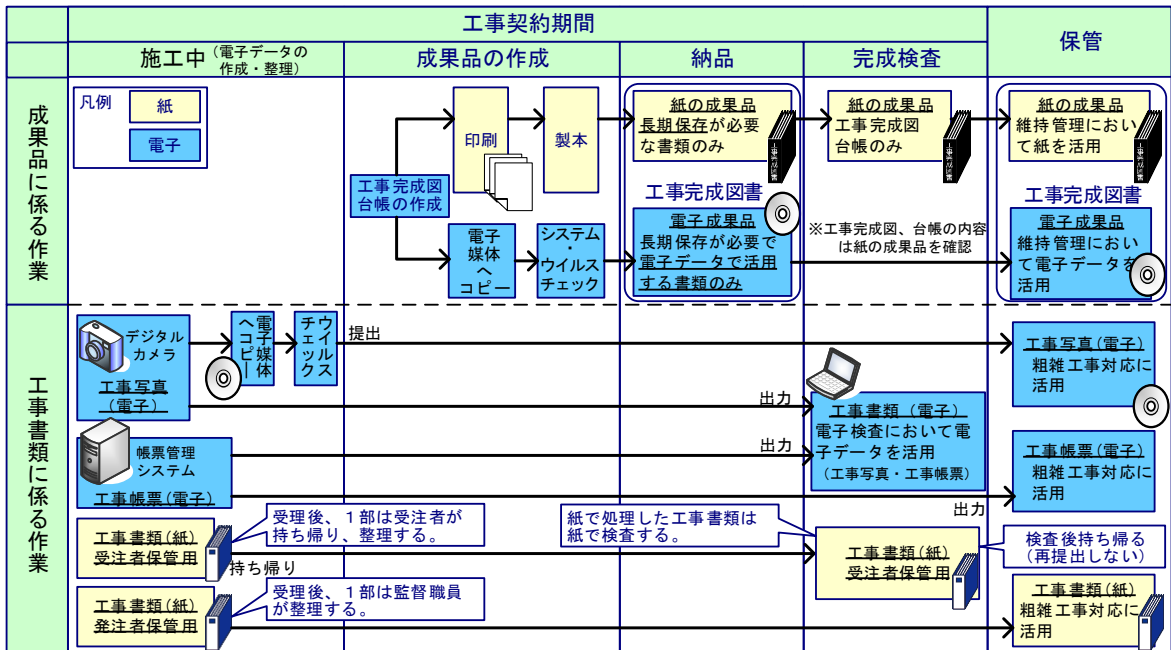 工事契約期間
保管
施工中(電子データの
作成・整理)
成果品の作成
納品
完成検査
成果品に係る作業
凡例
紙
電子
工事完成図
台帳の作成
印刷
製本
紙の成果品
長期保存が必要
な書類のみ
紙の成果品
工事完成図
台帳のみ
紙の成果品
維持管理におい
て紙を活用
電子
媒体
へ
コピー
システム
・
ウイルス
チェック
工事完成図書
電子成果品
長期保存が必要で
電子データで活用
する書類のみ
※工事完成図、台帳の内容
は紙の成果品を確認
工事完成図書
電子成果品
維持管理におい
て電子データを
活用
工事書類に係る作業
デジタル
カメラ
工事写真
(電子)
電子媒体
へコピー
ウイルス
チェック
提出
工事写真(電子)
粗雑工事対応に
活用
出力
帳票管理
システム
工事帳票(電子)
出力
工事書類(電子)
電子検査において電
子データを活用
(工事写真・工事帳票)
工事帳票(電子)
粗雑工事対応に
活用
出力
工事書類(紙)
受注者保管用
受理後、1部は受注者が
持ち帰り、整理する。
持ち帰り
紙で処理した工事書類は
紙で検査する。
工事書類(紙)
受注者保管用
検査後持ち帰る
(再提出しない)
工事書類(紙)
発注者保管用
受理後、1部は監督職員
が整理する。
工事書類(紙)
粗雑工事対応に
活用